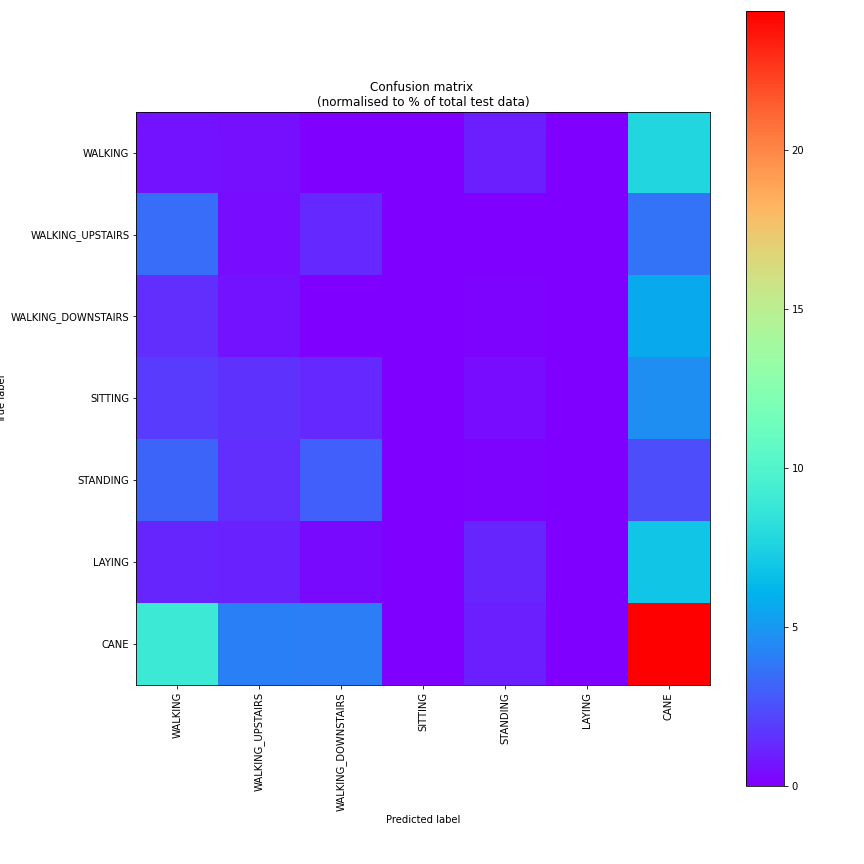 Confusion matrix
(normalised to % of total test data)
WALKING
WALKING_UPSTAIRS
WALKING_DOWNSTAIRS
SITTING
STANDING
LAYING
CANE
True label
WALKING
WALKING_UPSTAIRS
WALKING_DOWNSTAIRS
SITTING
STANDING
LAYING
CANE
Predicted label
20
15
10
5
0